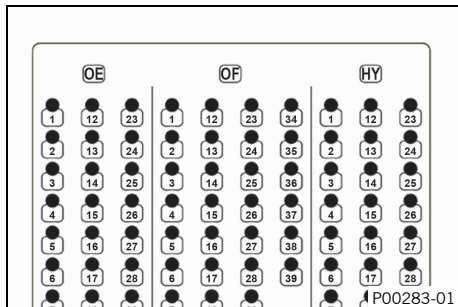 OE OF HY
1 12 23 1 12 23 34 1 12 23
2 13 24 2 13 24 35 2 13 24
3 14 25 3 14 25 36 3 14 25
4 15 26 4 15 26 37 4 15 26
5 16 27 5 16 27 38 5 16 27
6 17 28 6 17 28 39 6 17 28
P00283-01